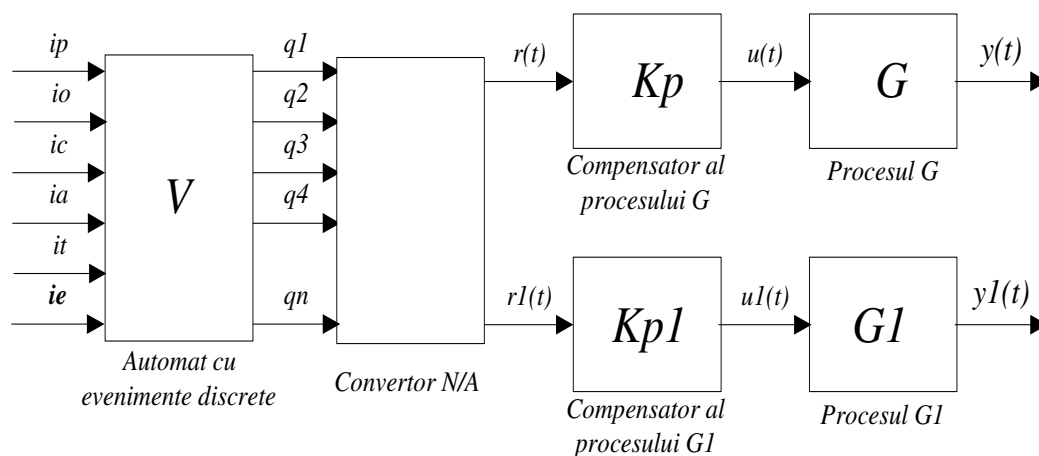 ip
io
ic
ia
it
ie
V
Automat cu
evenimente discrete
q1
q2
q3
q4
qn
Convertor N/A
r(t)
Kp
Compensator al
procesului G
u(t)
G
Procesul G
y(t)
r1(t)
Kp1
Compensator al
procesului G1
u1(t)
G1
Procesul G1
y1(t)